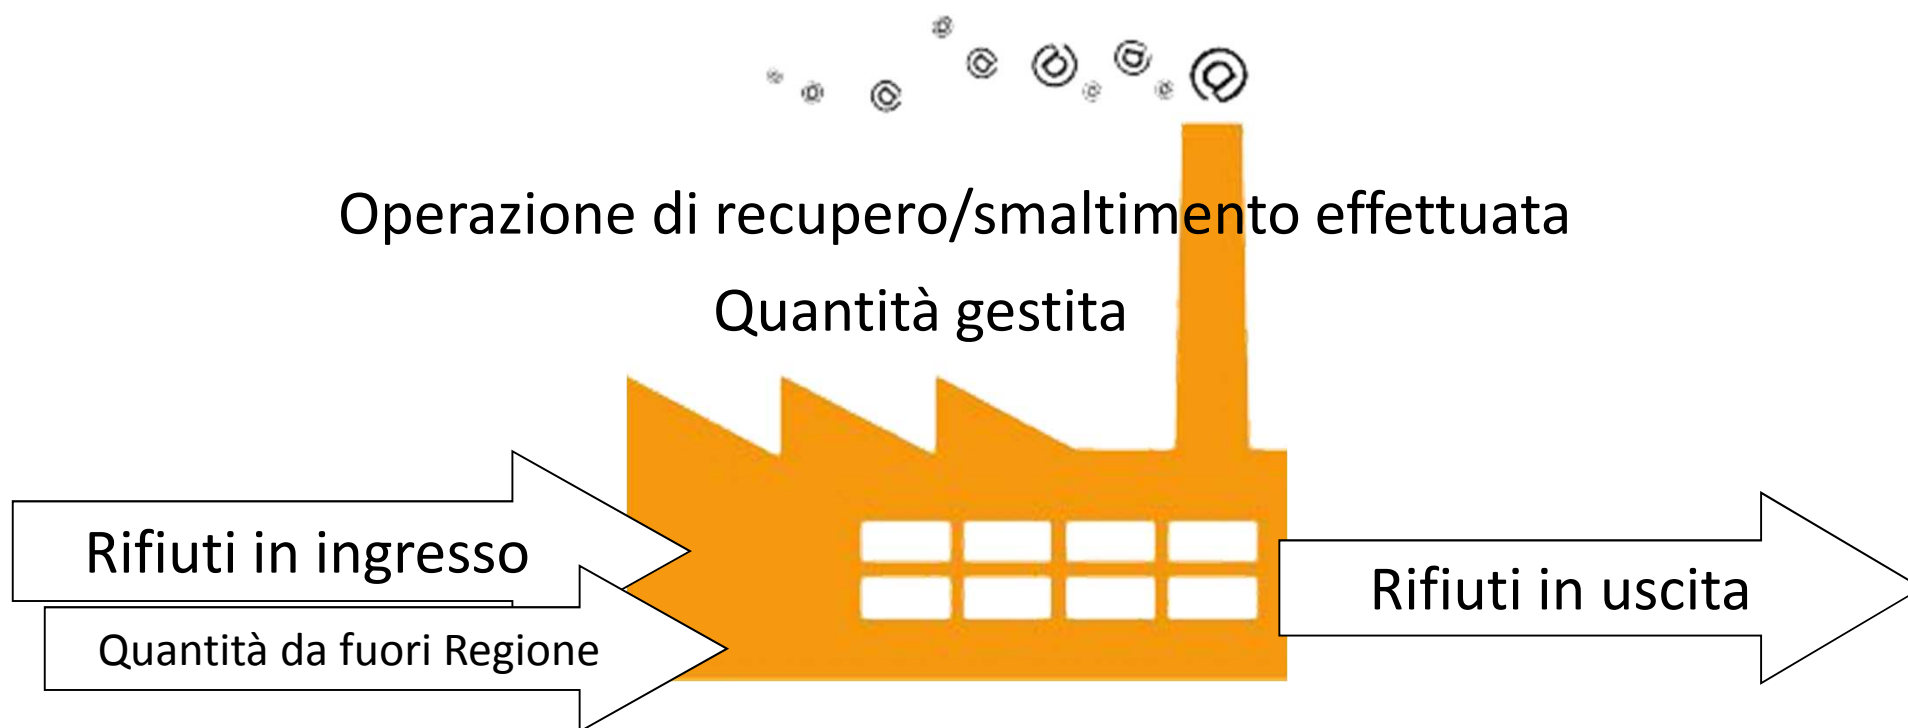 @ @ @ @ @ @ @ @ @ @
Operazione di recupero/smaltimento effettuata
Quantità gestita
Rifiuti in ingresso
Quantità da fuori Regione
Rifiuti in uscita